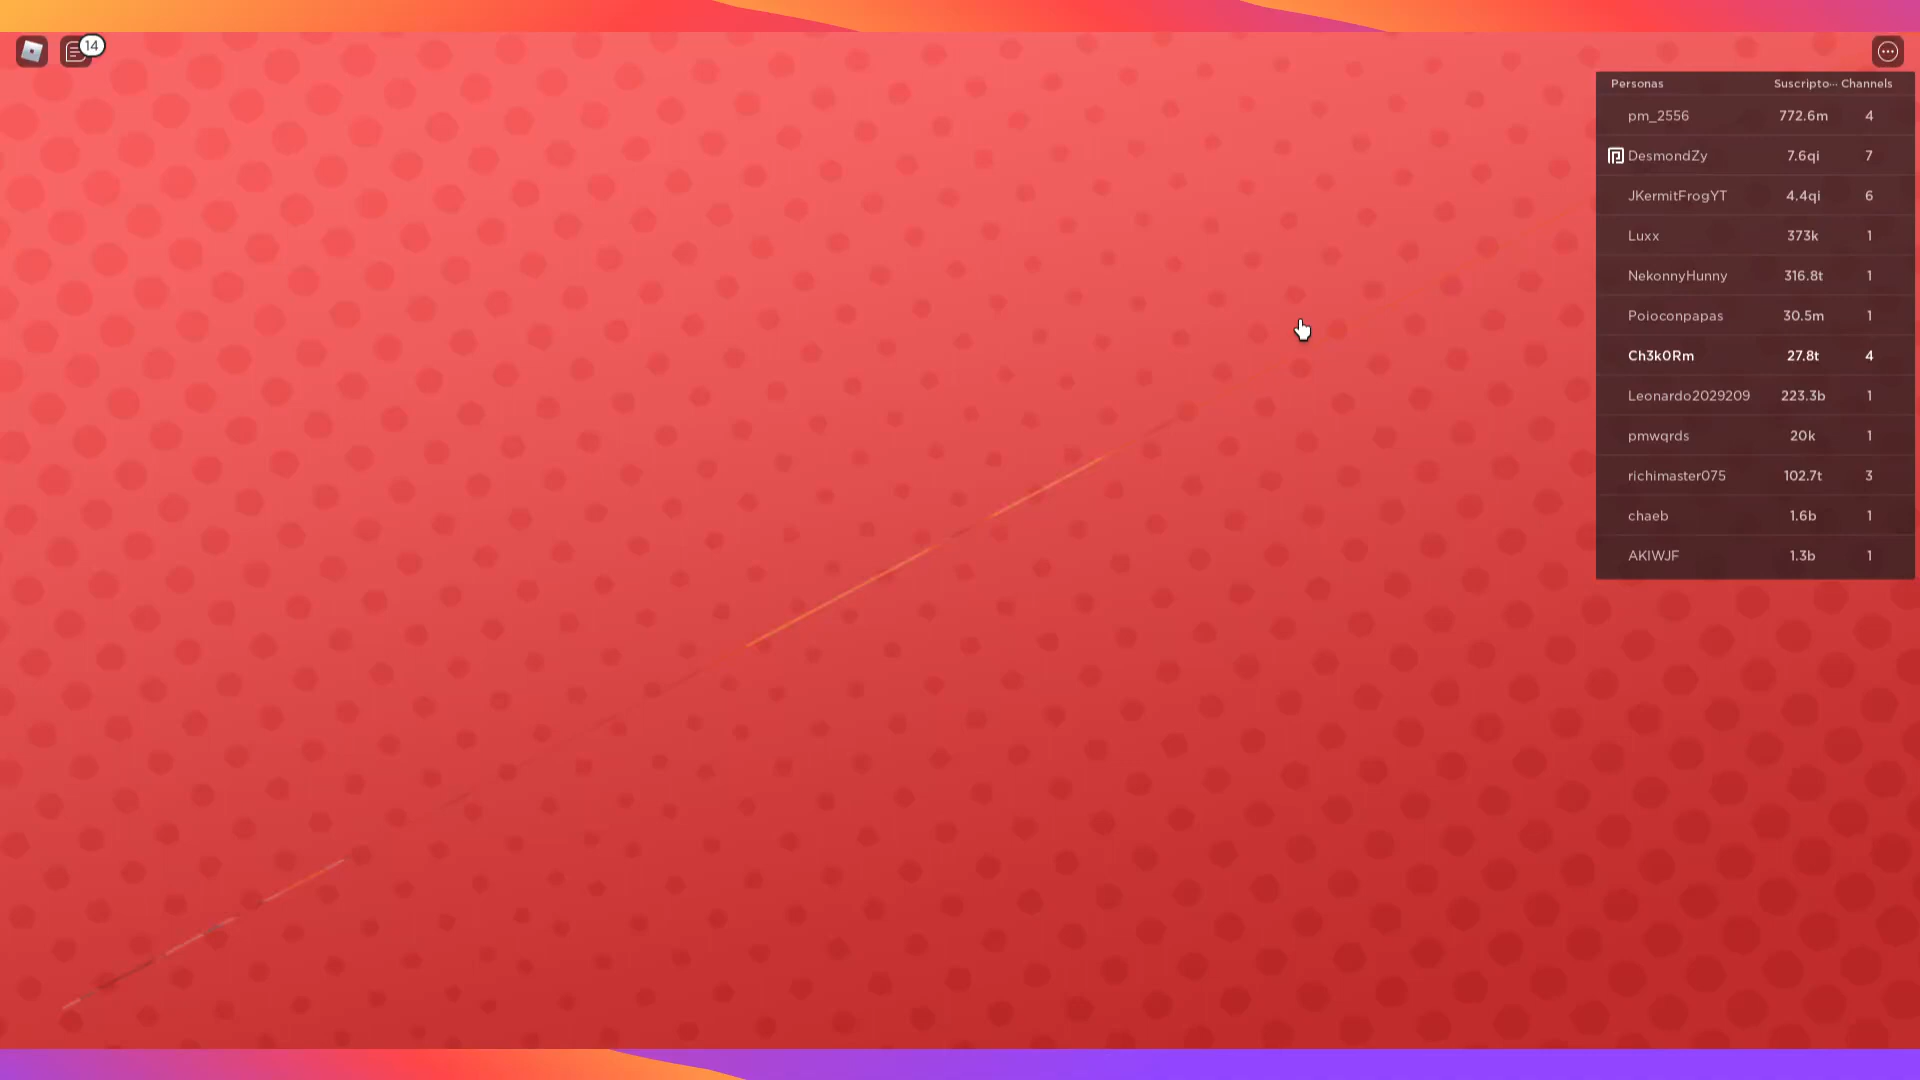 14
Personas Suscripto... Channels
pm_2556 772.6m 4
DesmondZy 7.6qi 7
JKermitFrogYT 4.4qi 6
Luxx 373k 1
NekonnyHunny 316.8t 1
Poioconpapas 30.5m 1
Ch3k0Rm 27.8t 4
Leonardo2029209 223.3b 1
pmwqrds 20k 1
richimaster075 102.7t 3
chaeb 1.6b 1
AKIWJF 1.3b 1